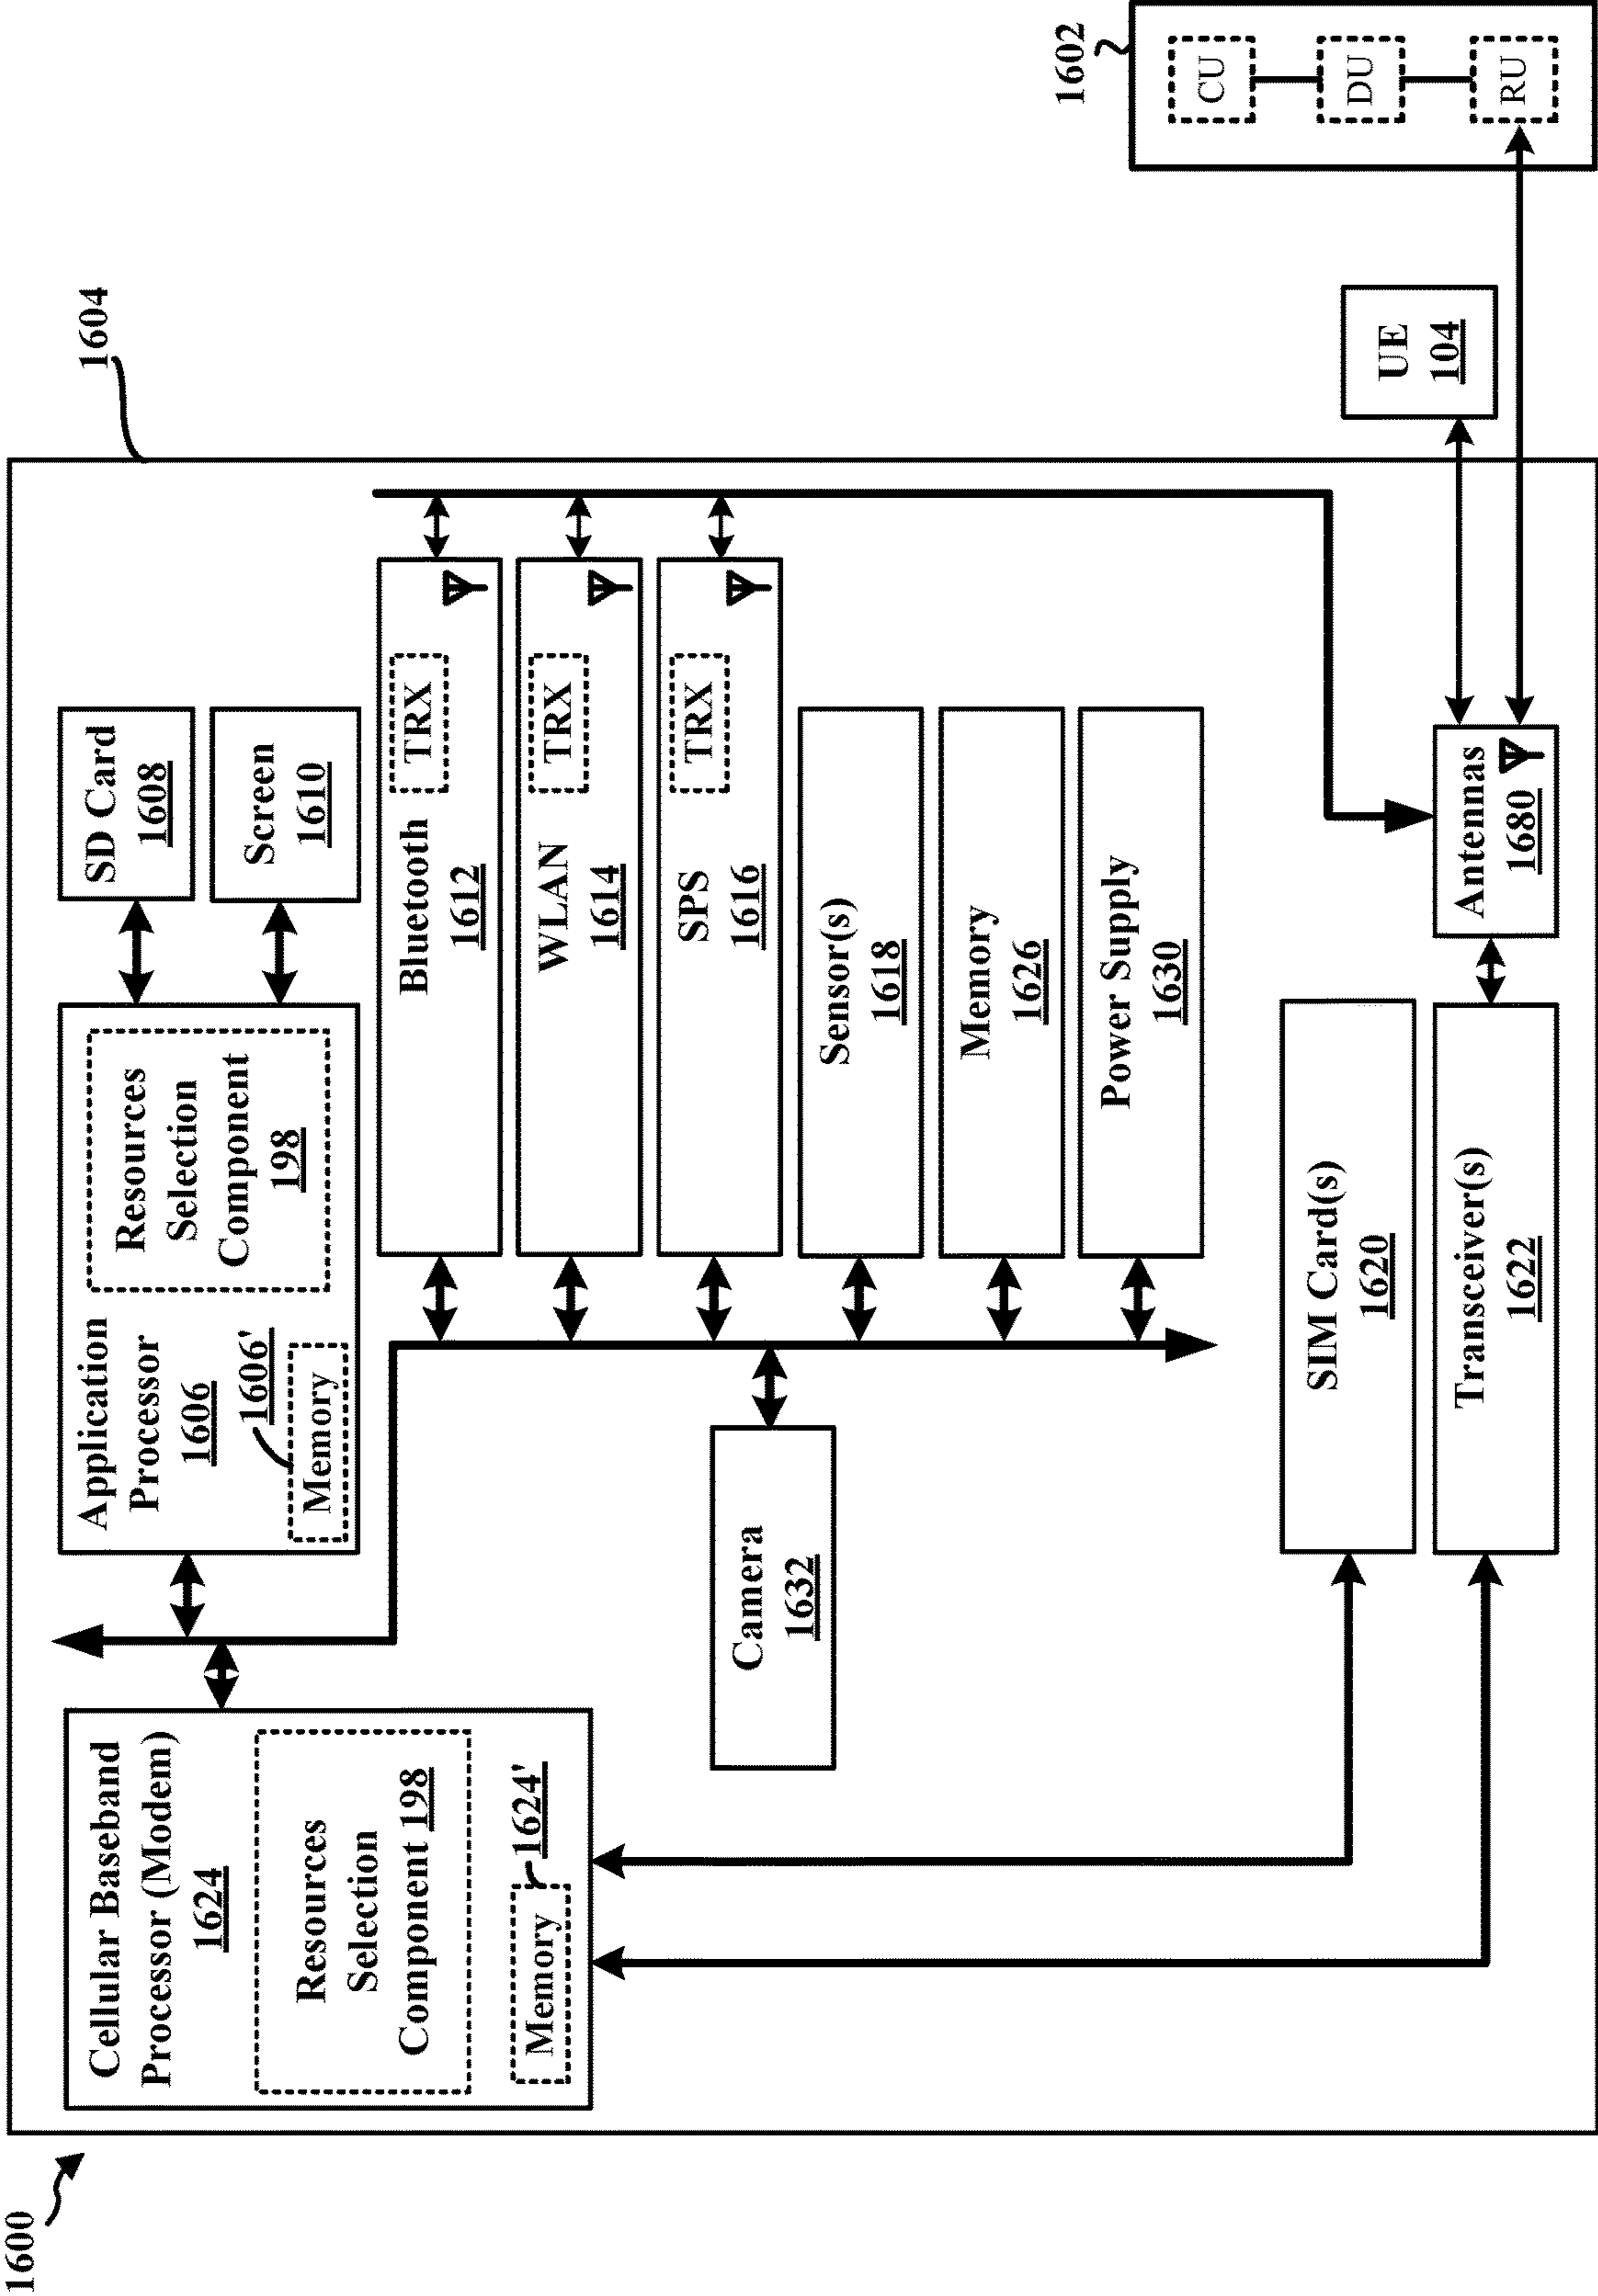 1600
1604
Cellular Baseband
Processor (Modem)
1624
Resources
Selection
Component 198
1624'
Memory
Application
Processor
1606
1606'
Memory
Resources
Selection
Component
198
SD Card
1608
Screen
1610
Bluetooth
1612
TRX
WLAN
1614
TRX
SPS
1616
TRX
Camera
1632
Sensor(s)
1618
Memory
1626
Power Supply
1630
SIM Card(s)
1620
Transceiver(s)
1622
Antennas
1680
UE
104
1602
CU
DU
RU